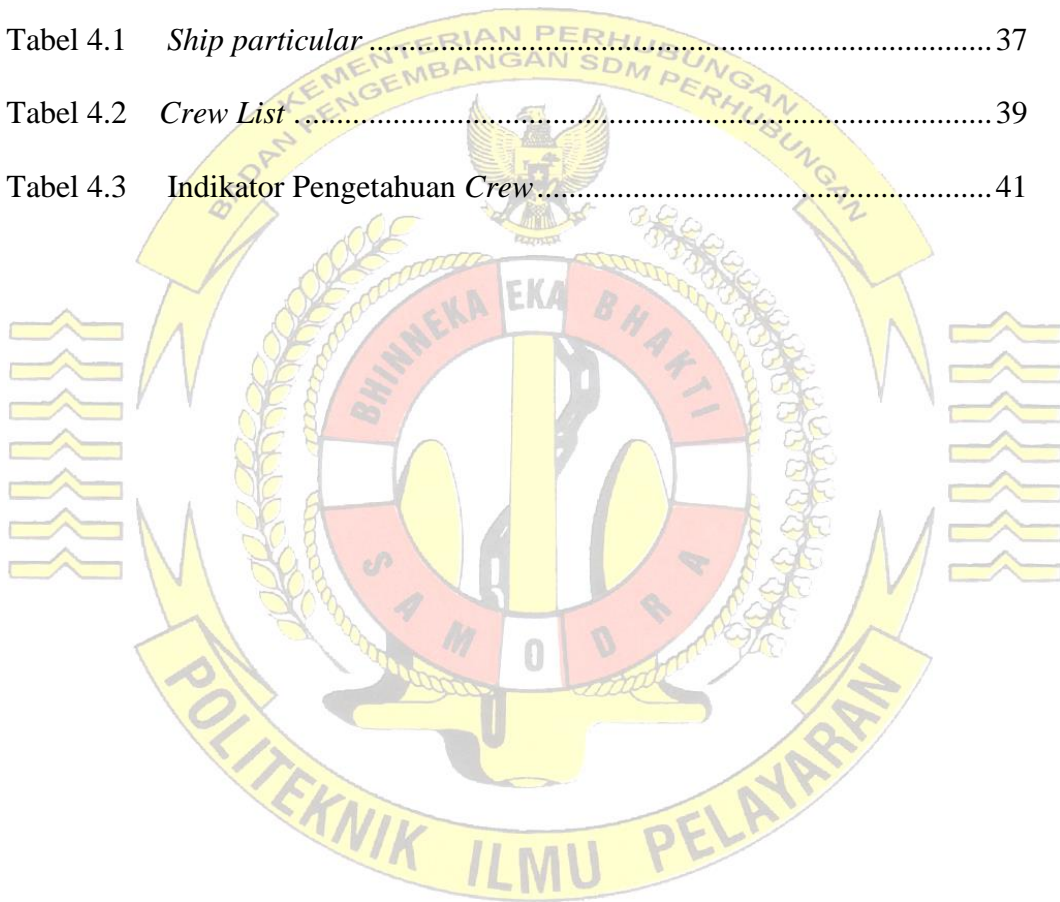 Tabel 4.1 Ship particular ........................................................................... 37
KEMENTERIAN PERHUBUNGAN
BADAN PENGEMBANGAN SDM PERHUBUNGAN
Tabel 4.2 Crew List .................................................................................... 39
Tabel 4.3 Indikator Pengetahuan Crew ....................................................... 41
BHINNEKA EKA BHAKTI
SAMODRA
POLITEKNIK ILMU PELAYARAN